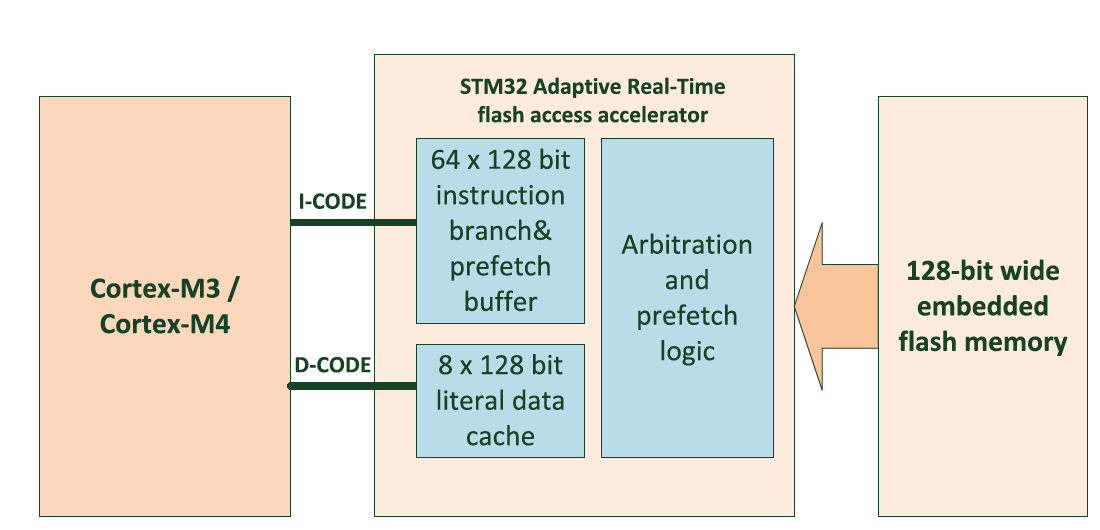 STM32 Adaptive Real-Time
flash access accelerator
Cortex-M3 /
Cortex-M4
I-CODE
D-CODE
64 x 128 bit
instruction
branch&
prefetch
buffer
8 x 128 bit
literal data
cache
Arbitration
and
prefetch
logic
128-bit wide
embedded
flash memory